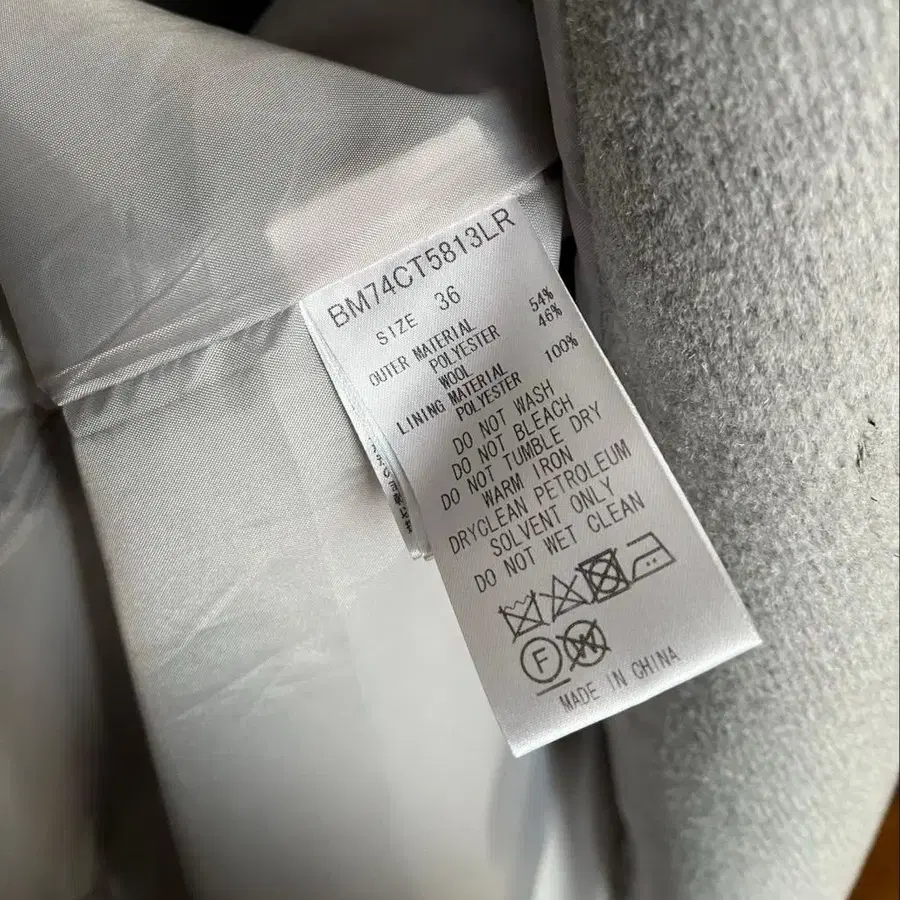 BM74CT5813LR
SIZE 36
OUTER MATERIAL
POLYESTER 54%
WOOL 46%
LINING MATERIAL
POLYESTER 100%
DO NOT WASH
DO NOT BLEACH
DO NOT TUMBLE DRY
WARM IRON
DRYCLEAN PETROLEUM
SOLVENT ONLY
DO NOT WET CLEAN
F W
MADE IN CHINA